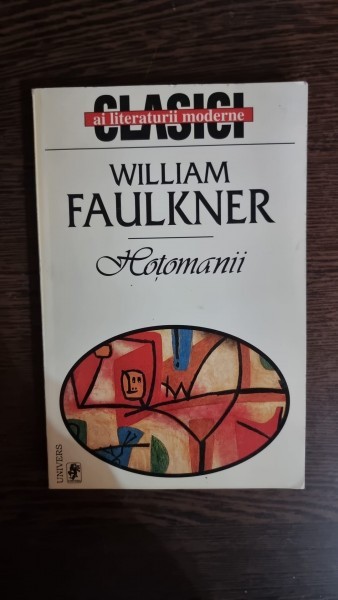 CLASICI
ai literaturii moderne
WILLIAM
FAULKNER
Hoțomanii
UNIVERS